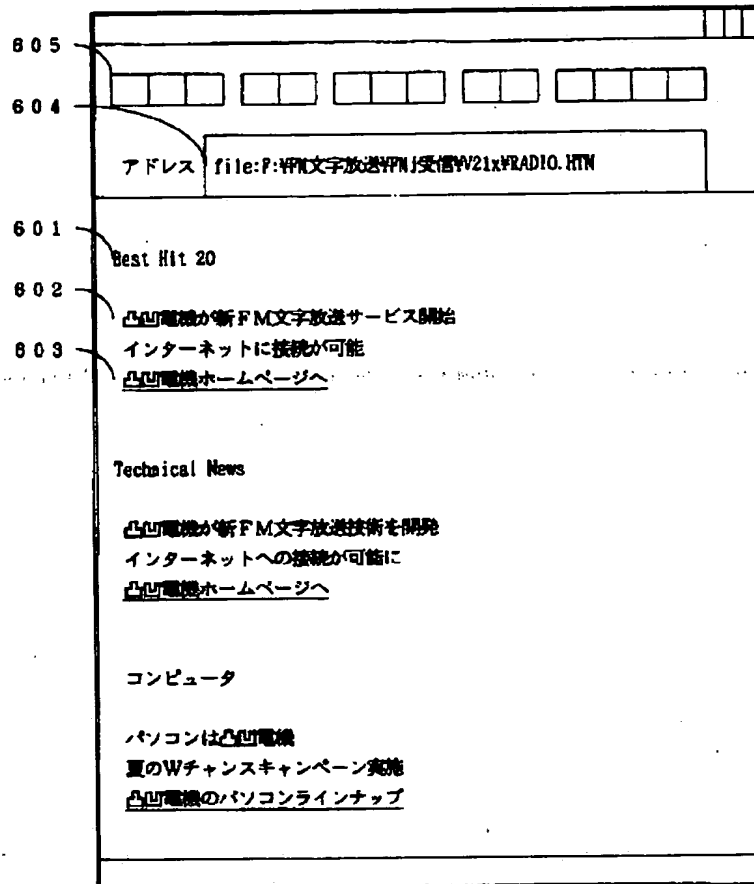 605
604
アドレス file:F:¥FM文字放送¥FMj受信¥V21x¥RADIO.HTM
601
Best Hit 20
602
凸凹電機が新FM文字放送サービス開始
インターネットに接続が可能
603
凸凹電機ホームページへ
Technical News
凸凹電機が新FM文字放送技術を開発
インターネットへの接続が可能に
凸凹電機ホームページへ
コンピュータ
パソコンは凸凹電機
夏のWチャンスキャンペーン実施
凸凹電機のパソコンラインナップ